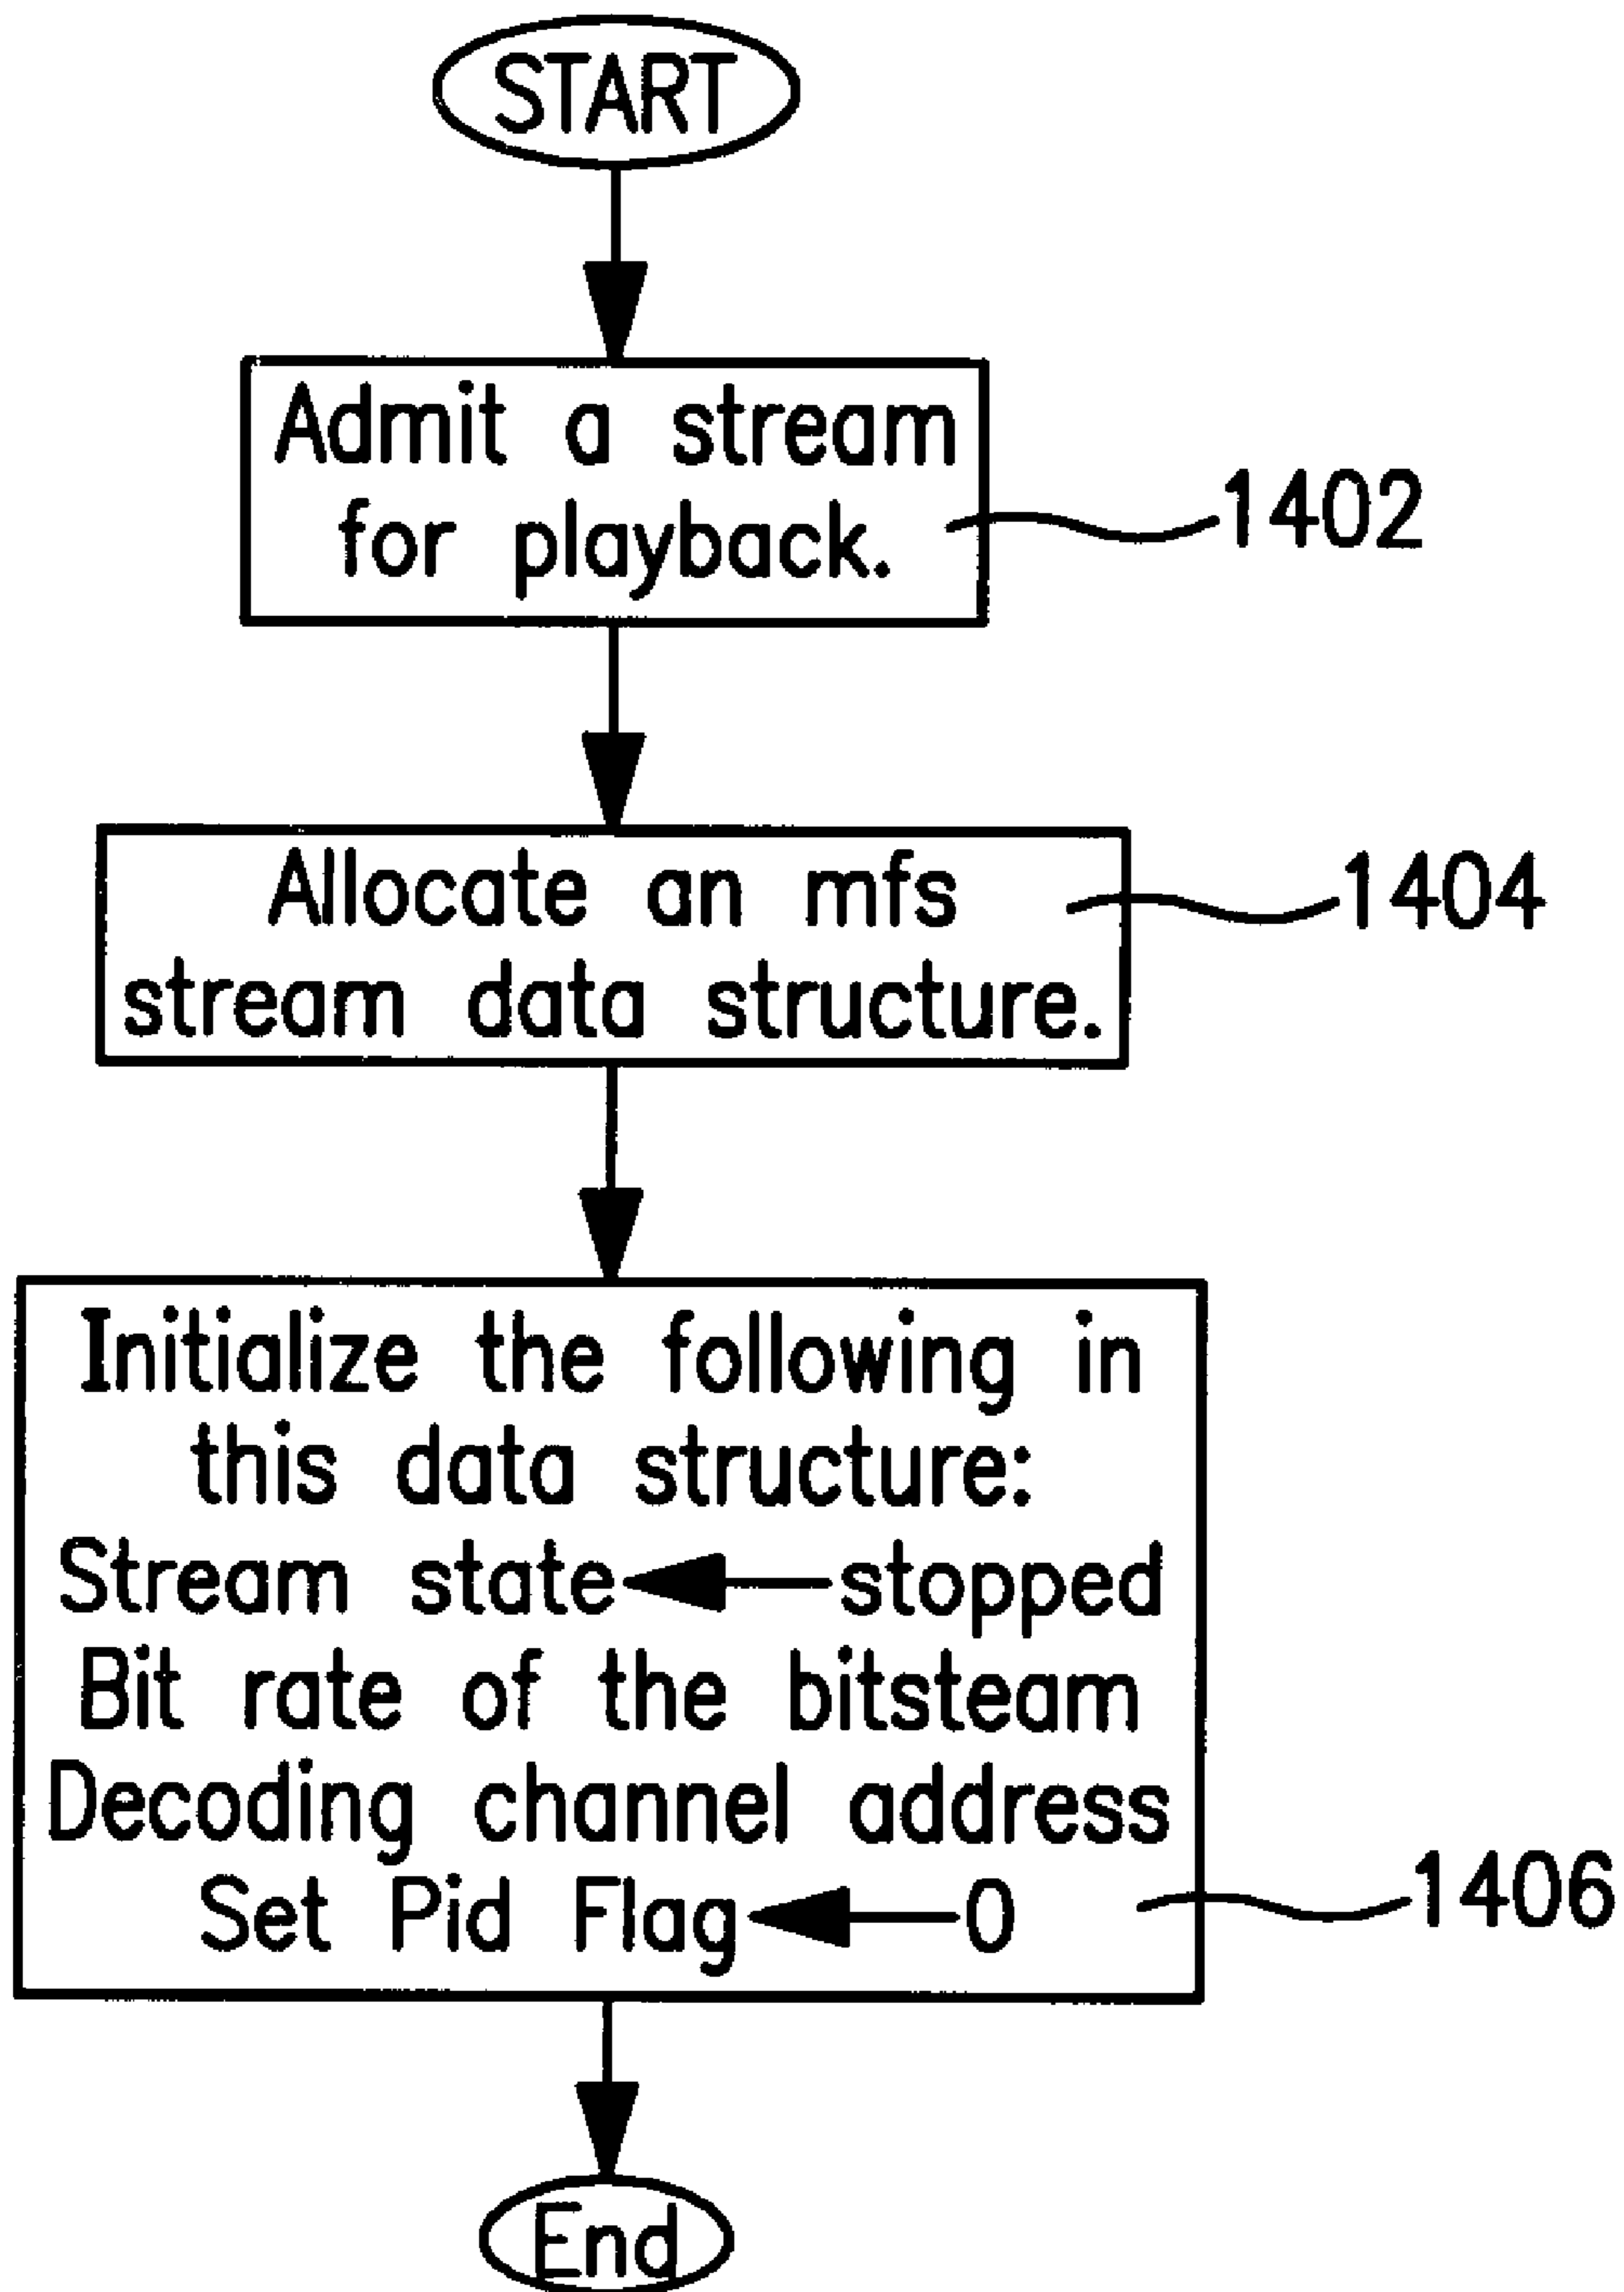 START
Admit a stream
for playback.
1402
Allocate an mfs
stream data structure.
1404
Initialize the following in
this data structure:
Stream state stopped
Bit rate of the bitsteam
Decoding channel address
Set Pid Flag 0
1406
End